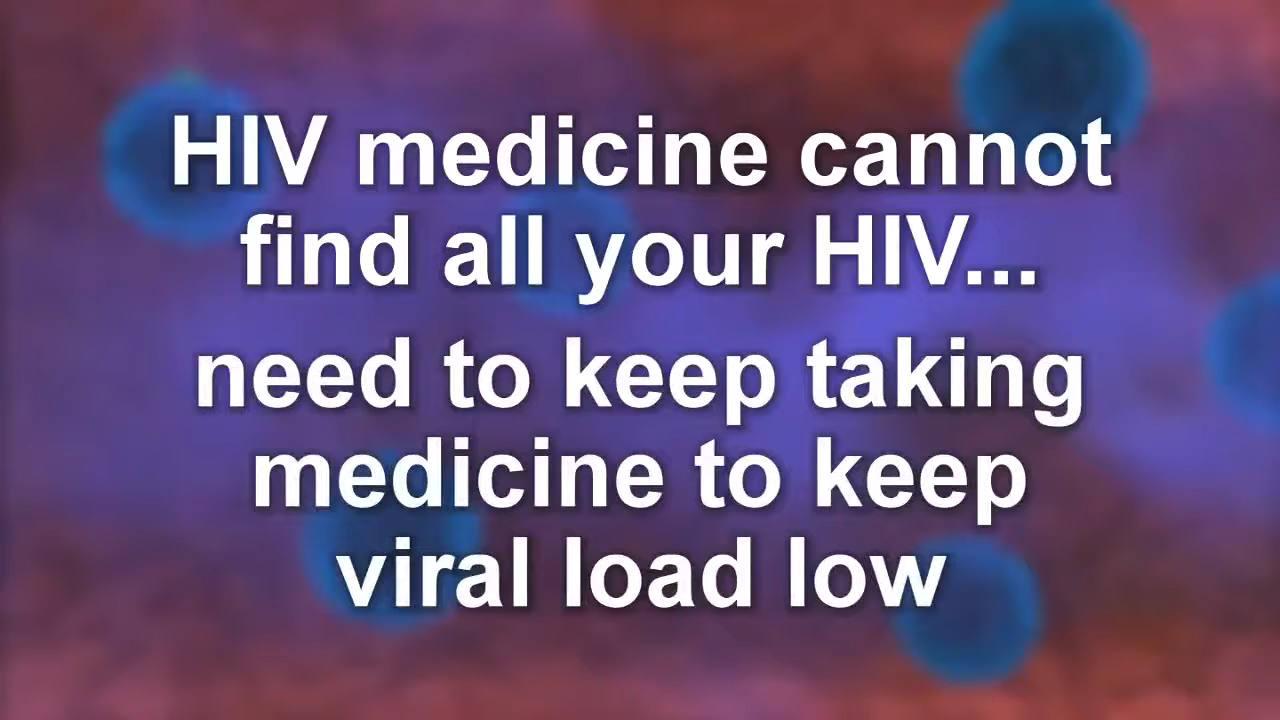 HIV medicine cannot
find all your HIV...
need to keep taking
medicine to keep
viral load low